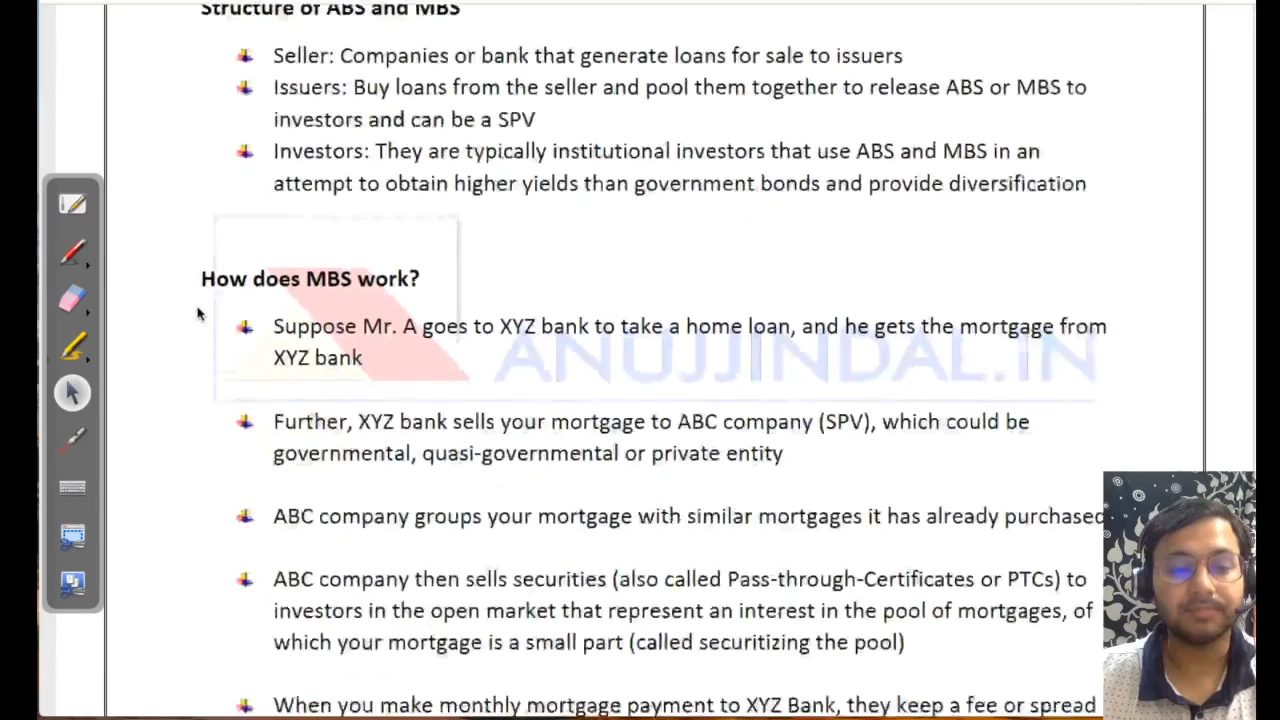 Structure of ABS and MBS
Seller: Companies or bank that generate loans for sale to issuers
Issuers: Buy loans from the seller and pool them together to release ABS or MBS to
investors and can be a SPV
Investors: They are typically institutional investors that use ABS and MBS in an
attempt to obtain higher yields than government bonds and provide diversification
How does MBS work?
Suppose Mr. A goes to XYZ bank to take a home loan, and he gets the mortgage from
XYZ bank
ANUJJINDAL.IN
Further, XYZ bank sells your mortgage to ABC company (SPV), which could be
governmental, quasi-governmental or private entity
ABC company groups your mortgage with similar mortgages it has already purchased
ABC company then sells securities (also called Pass-through-Certificates or PTCs) to
investors in the open market that represent an interest in the pool of mortgages, of
which your mortgage is a small part (called securitizing the pool)
When you make monthly mortgage payment to XYZ Bank, they keep a fee or spread